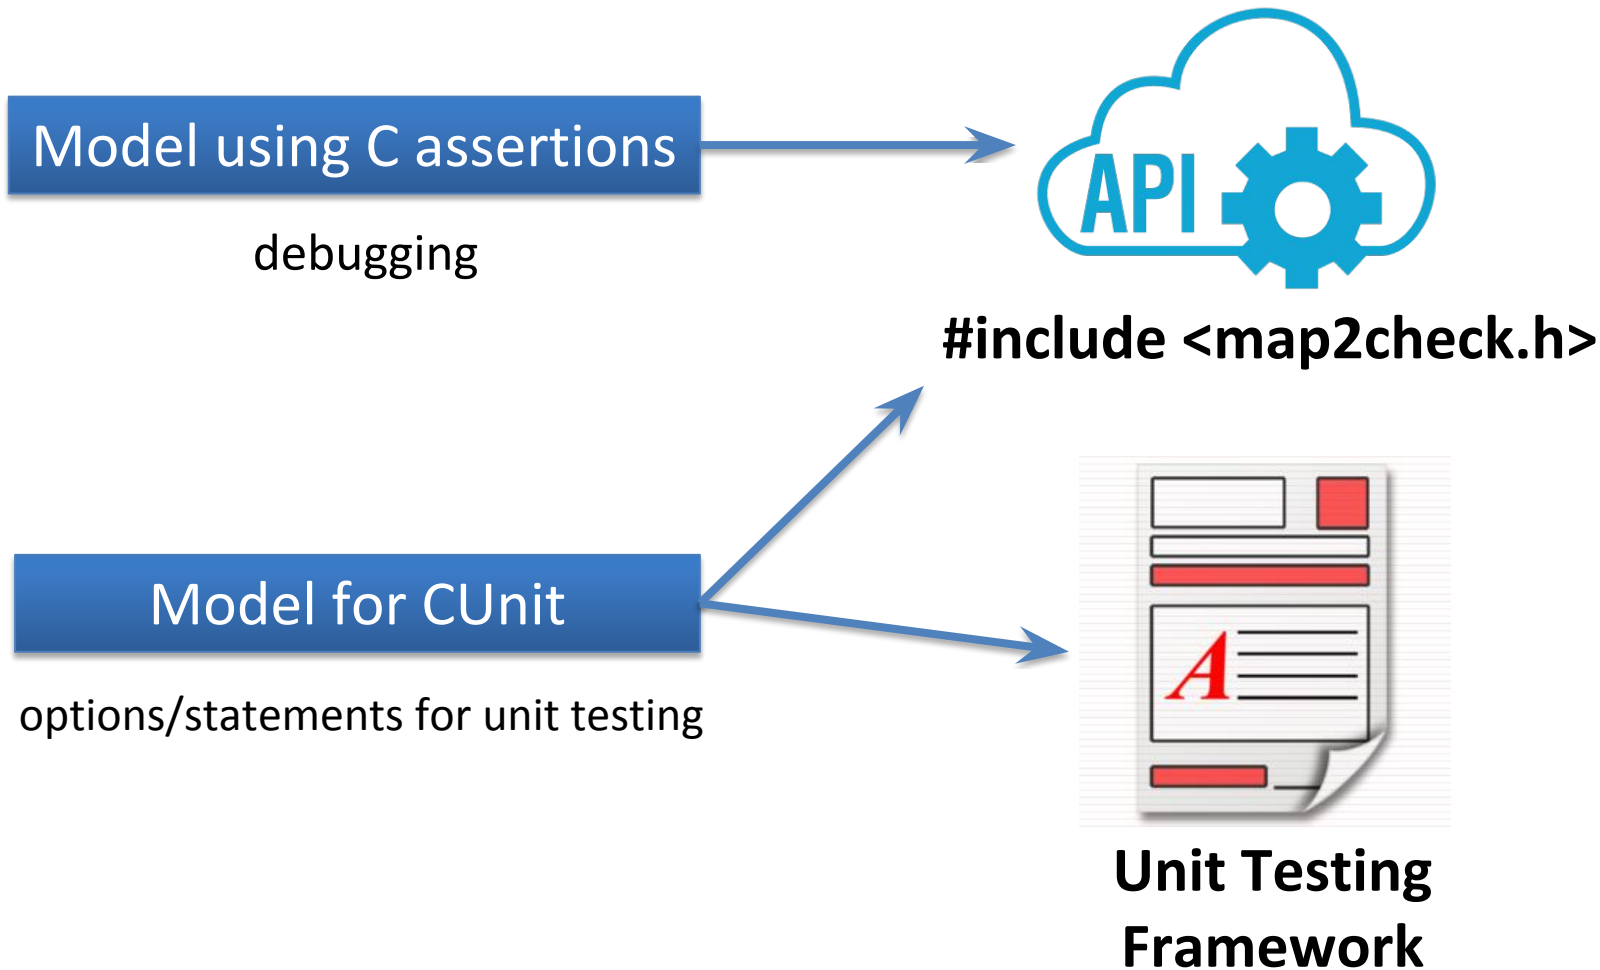 Model using C assertions
debugging
API
#include <map2check.h>
Model for CUnit
options/statements for unit testing
A
Unit Testing
Framework